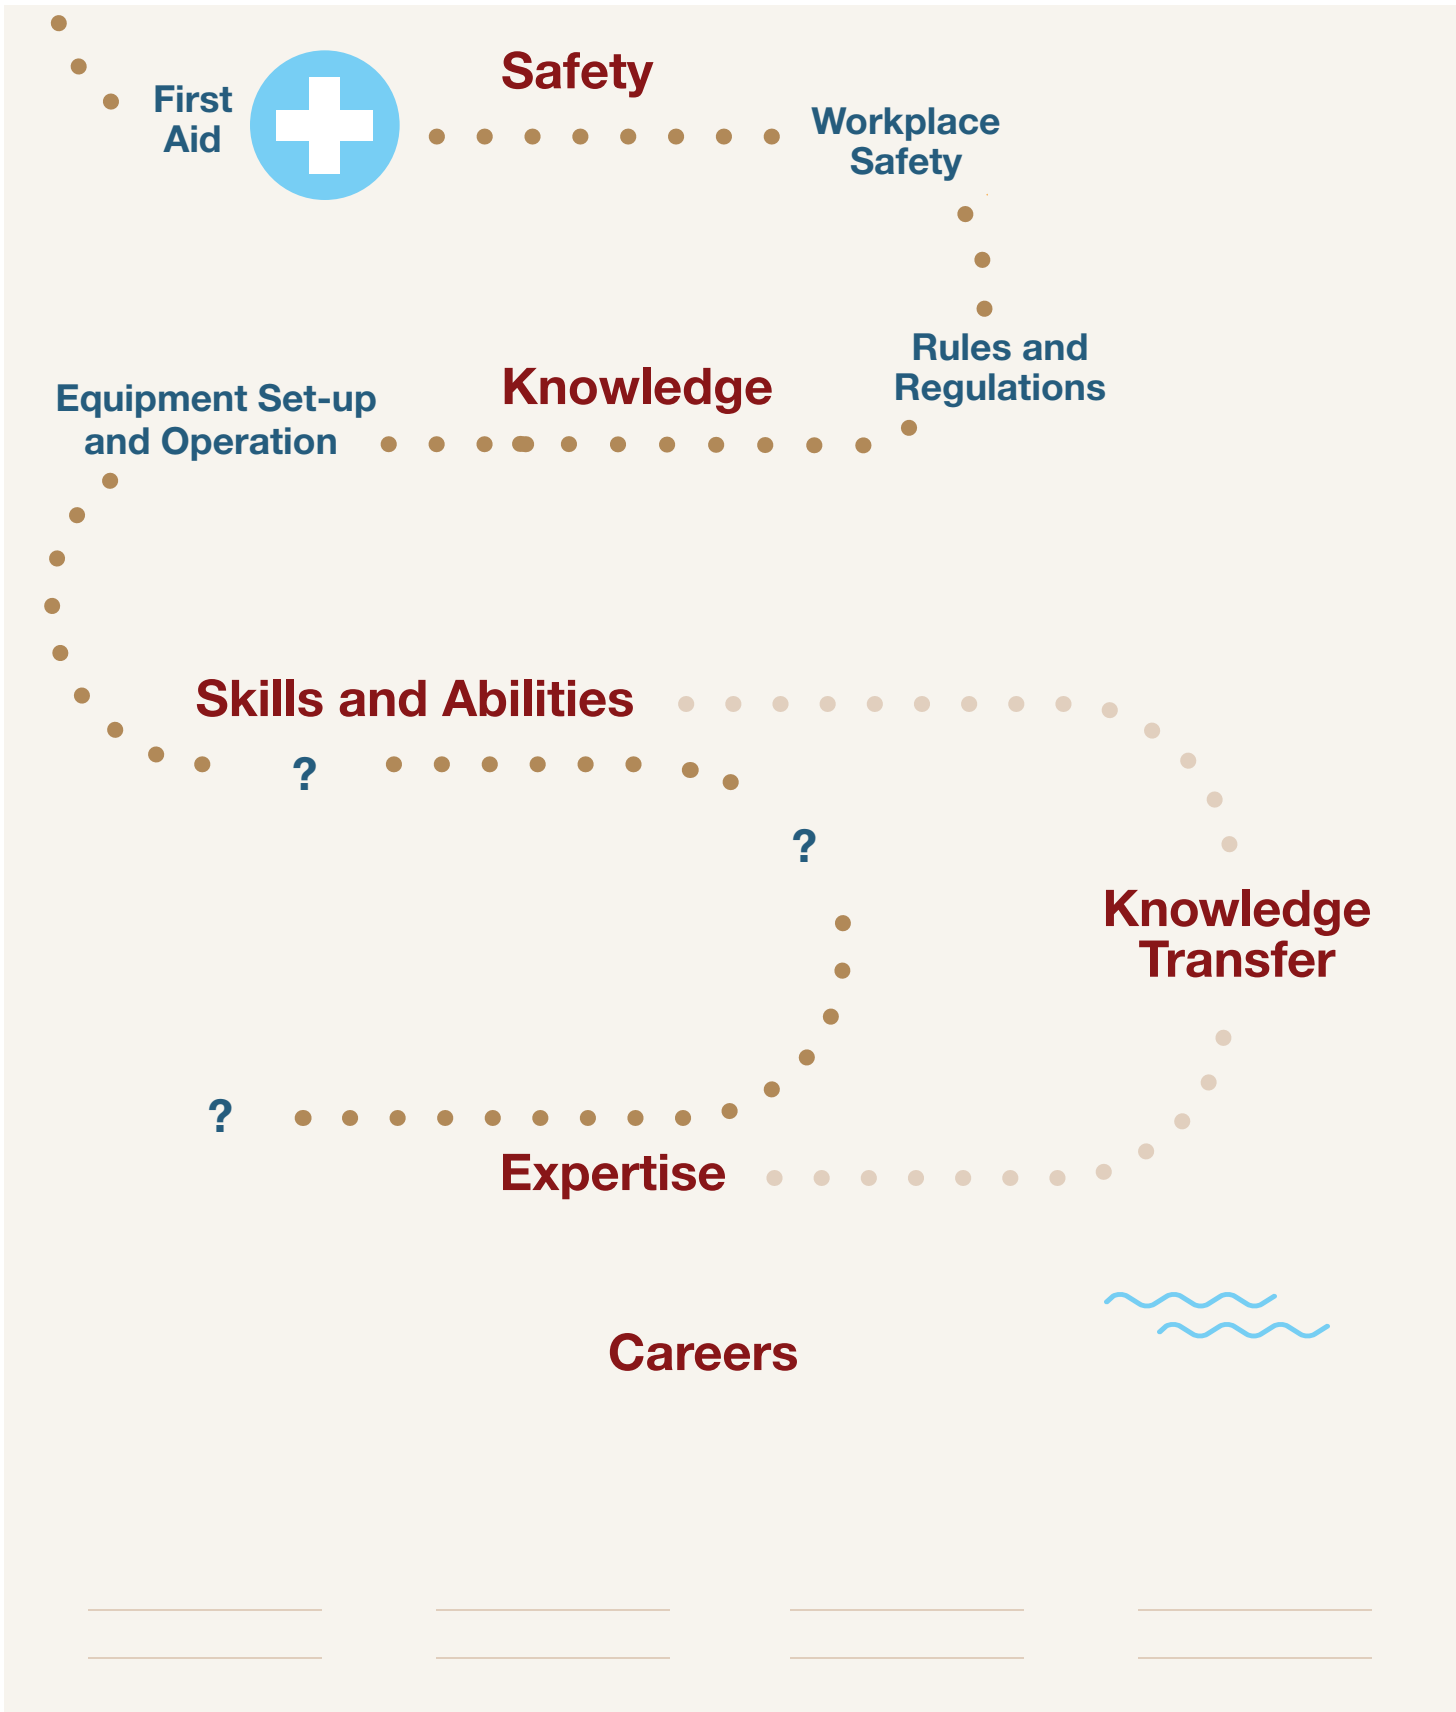 Safety
First
Aid
Workplace
Safety
Rules and
Regulations
Knowledge
Equipment Set-up
and Operation
Skills and Abilities
?
?
Knowledge
Transfer
?
Expertise
Careers